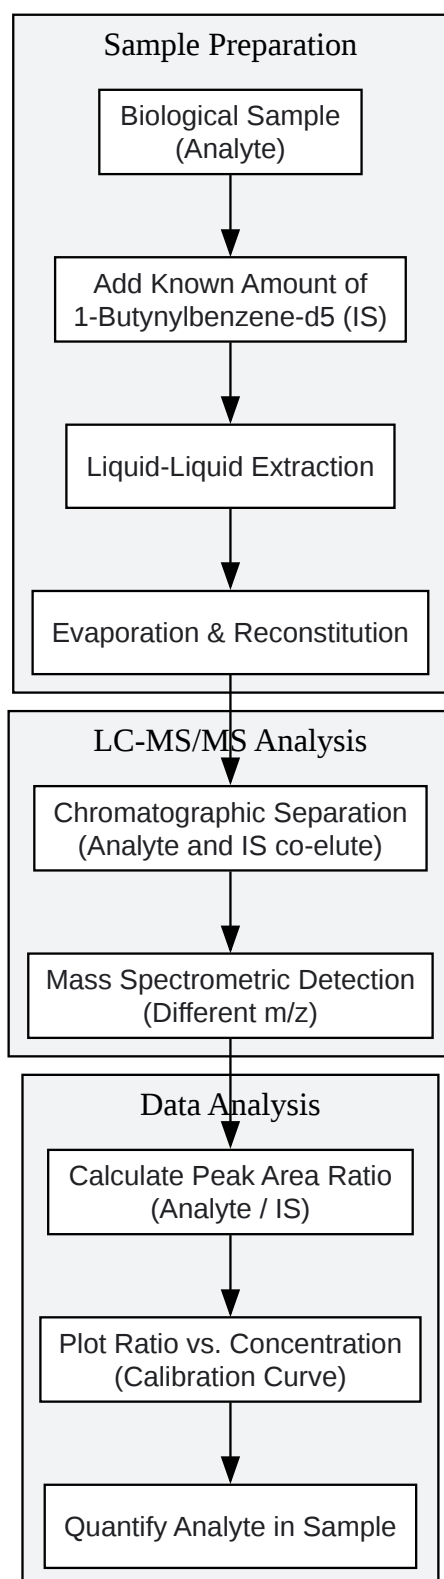 Sample Preparation
Biological Sample
(Analyte)
Add Known Amount of
1-Butynylbenzene-d5 (IS)
Liquid-Liquid Extraction
Evaporation & Reconstitution
LC-MS/MS Analysis
Chromatographic Separation
(Analyte and IS co-elute)
Mass Spectrometric Detection
(Different m/z)
Data Analysis
Calculate Peak Area Ratio
(Analyte / IS)
Plot Ratio vs. Concentration
(Calibration Curve)
Quantify Analyte in Sample